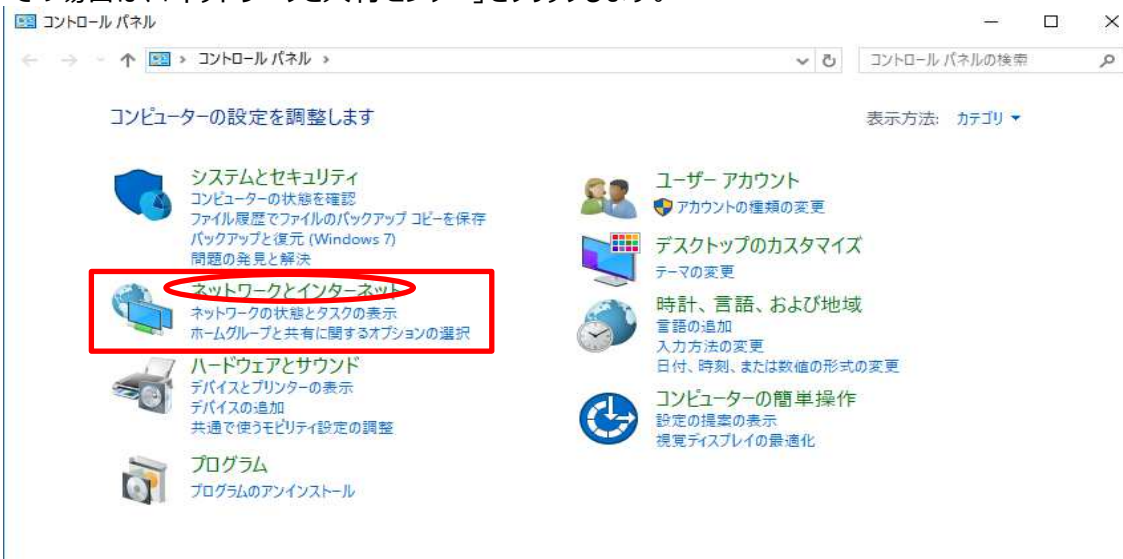 コントロール パネル
コントロール パネル
コントロール パネルの検索
コンピューターの設定を調整します
表示方法: カテゴリ
システムとセキュリティ
コンピューターの状態を確認
ファイル履歴でファイルのバックアップ コピーを保存
バックアップと復元 (Windows 7)
問題の発見と解決
ネットワークとインターネット
ネットワークの状態とタスクの表示
ホームグループと共有に関するオプションの選択
ハードウェアとサウンド
デバイスとプリンターの表示
デバイスの追加
共通で使うモビリティ設定の調整
プログラム
プログラムのアンインストール
ユーザー アカウント
アカウントの種類の変更
デスクトップのカスタマイズ
テーマの変更
時計、言語、および地域
言語の追加
入力方法の変更
日付、時刻、または数値の形式の変更
コンピューターの簡単操作
設定の提案の表示
視覚ディスプレイの最適化